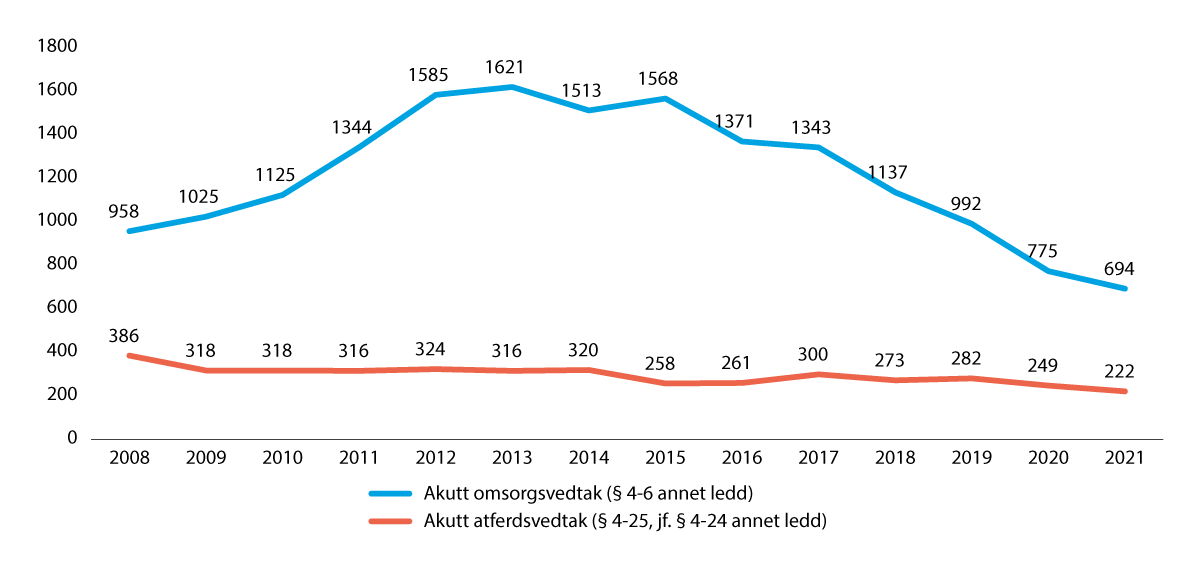 1800
1600
1400
1200
1000
800
600
400
200
0
958 1025 1125 1344 1585 1621 1513 1568 1371 1343 1137 992 775 694
386 318 318 316 324 316 320 258 261 300 273 282 249 222
2008 2009 2010 2011 2012 2013 2014 2015 2016 2017 2018 2019 2020 2021
Akutt omsorgsvedtak (§ 4-6 annet ledd)
Akutt atferdsvedtak (§ 4-25, jf. § 4-24 annet ledd)